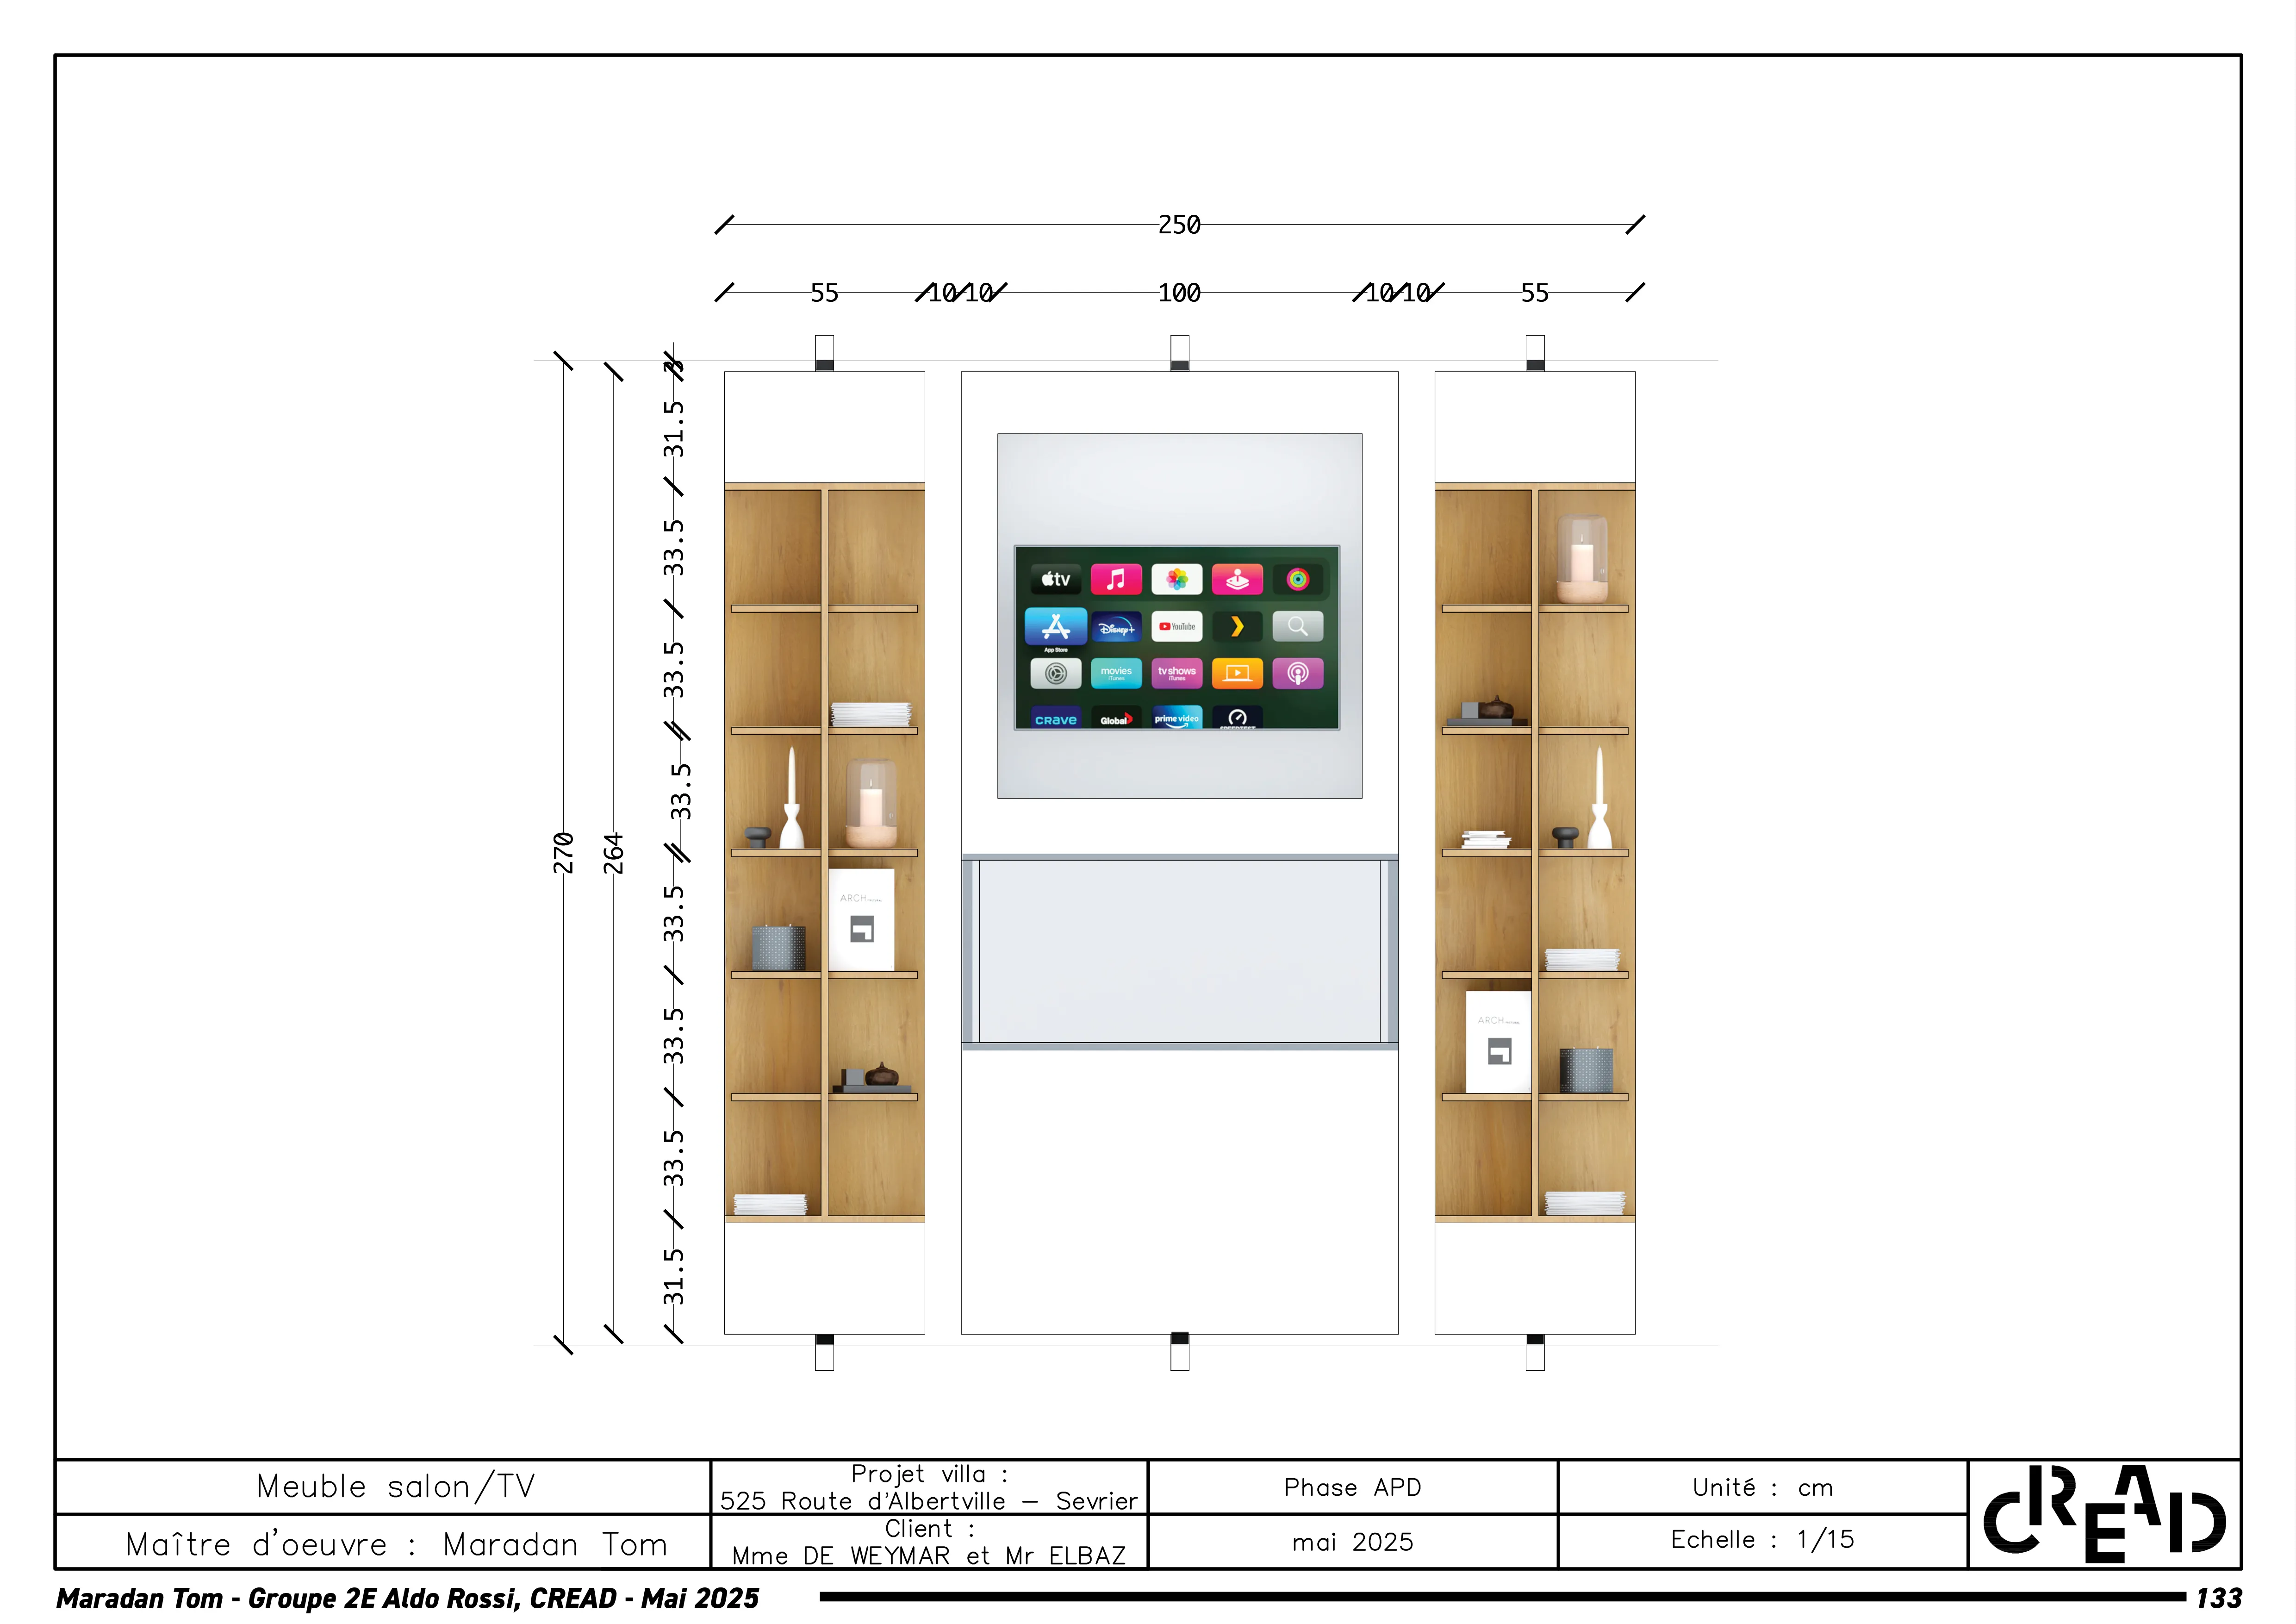 250
55 10 10 100 10 10 55
3
31.5
33.5
33.5
33.5
270
264
33.5
33.5
33.5
31.5
tv
App Store
Disney+
YouTube
movies
iTunes
tv shows
iTunes
CRAVE
Global
prime video
ARCH
ARCH
Meuble salon/TV
Maître d'oeuvre : Maradan Tom
Projet villa :
525 Route d'Albertville – Sevrier
Client :
Mme DE WEYMAR et Mr ELBAZ
Phase APD
mai 2025
Unité : cm
Echelle : 1/15
CREAD
Maradan Tom - Groupe 2E Aldo Rossi, CREAD - Mai 2025
133